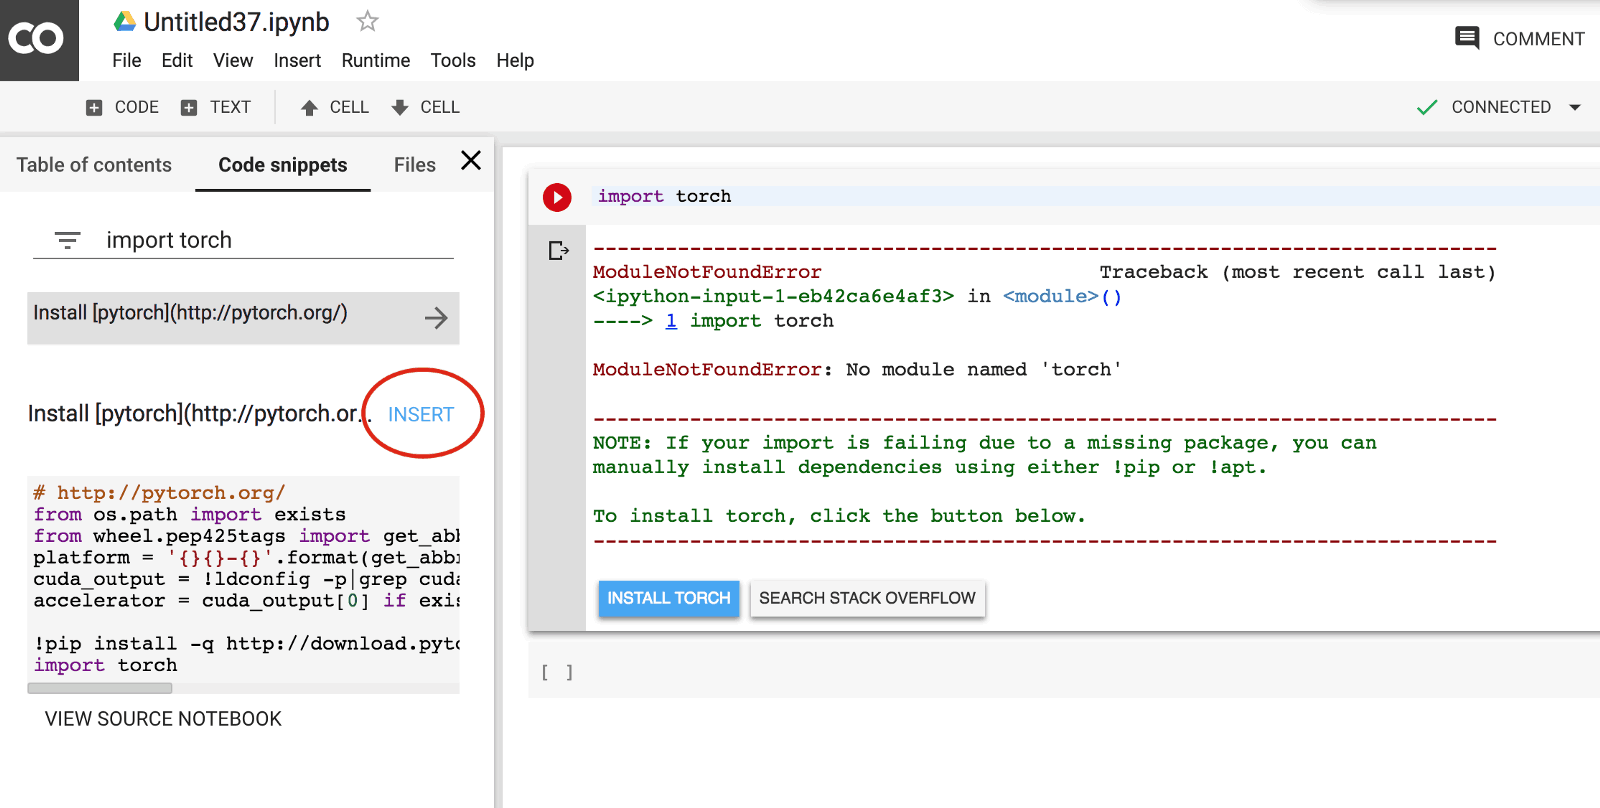 CO
Untitled37.ipynb
File Edit View Insert Runtime Tools Help
COMMENT
CODE TEXT CELL CELL
CONNECTED
Table of contents Code snippets Files
import torch
Install [pytorch](http://pytorch.org/)
Install [pytorch](http://pytorch.or... INSERT
# http://pytorch.org/
from os.path import exists
from wheel.pep425tags import get_abb
platform = '{}{}-{}'.format(get_abbr
cuda_output = !ldconfig -p|grep cuda
accelerator = cuda_output[0] if exis
!pip install -q http://download.pyto
import torch
VIEW SOURCE NOTEBOOK
import torch
---------------------------------------------------------------------------
ModuleNotFoundError Traceback (most recent call last)
<ipython-input-1-eb42ca6e4af3> in <module>()
----> 1 import torch
ModuleNotFoundError: No module named 'torch'
---------------------------------------------------------------------------
NOTE: If your import is failing due to a missing package, you can
manually install dependencies using either !pip or !apt.
To install torch, click the button below.
---------------------------------------------------------------------------
INSTALL TORCH SEARCH STACK OVERFLOW
[ ]